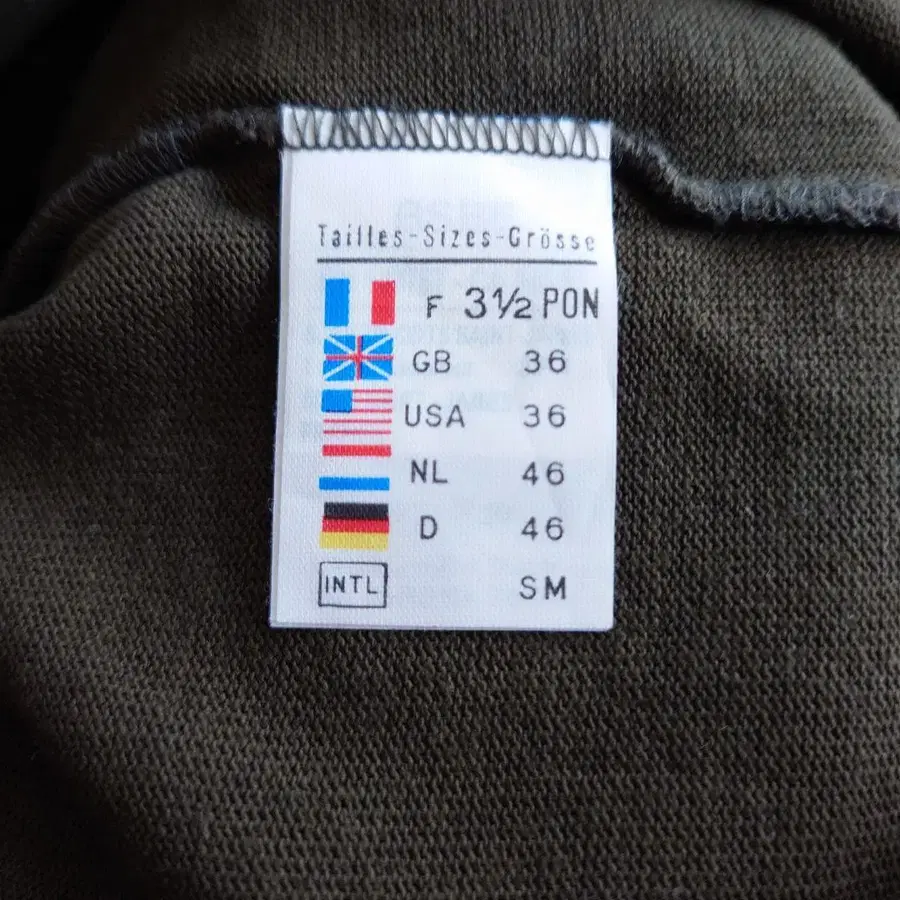 Tailles-Sizes-Grösse
F 3½ PON
GB 36
USA 36
NL 46
D 46
INTL SM